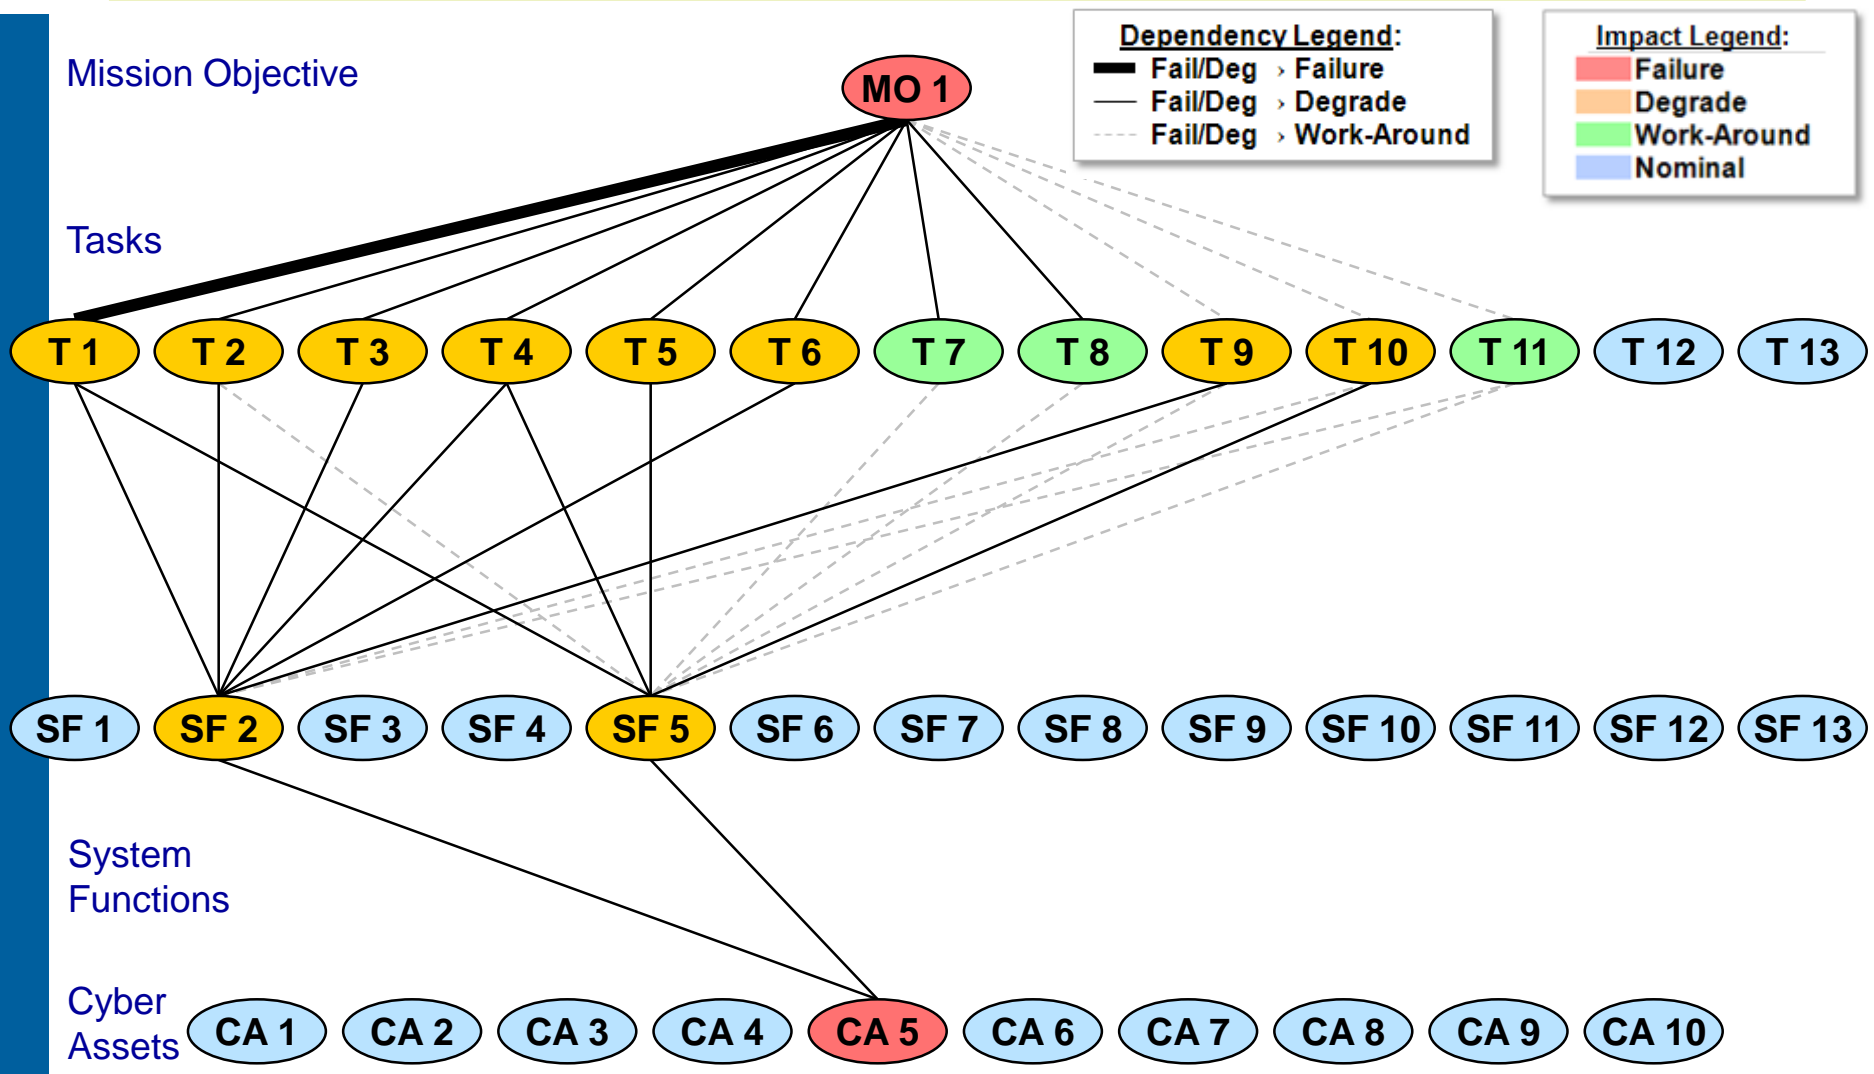 Mission Objective
MO 1
Dependency Legend:
Fail/Deg › Failure
Fail/Deg › Degrade
Fail/Deg › Work-Around
Impact Legend:
Failure
Degrade
Work-Around
Nominal
Tasks
T 1 T 2 T 3 T 4 T 5 T 6 T 7 T 8 T 9 T 10 T 11 T 12 T 13
SF 1 SF 2 SF 3 SF 4 SF 5 SF 6 SF 7 SF 8 SF 9 SF 10 SF 11 SF 12 SF 13
System
Functions
Cyber
Assets
CA 1 CA 2 CA 3 CA 4 CA 5 CA 6 CA 7 CA 8 CA 9 CA 10